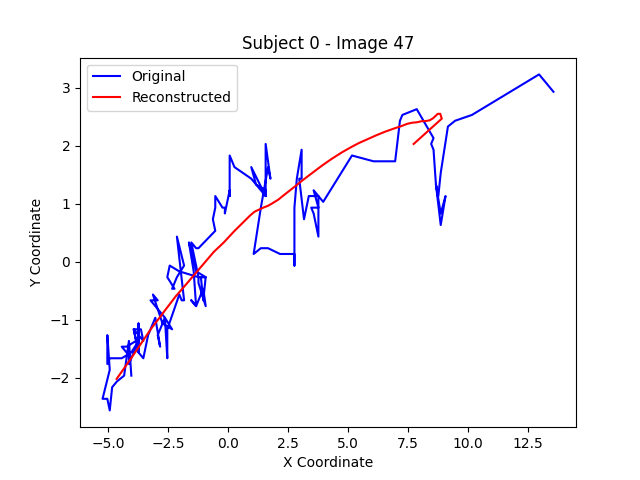 Subject 0 - Image 47
Original
Reconstructed
3
2
1
0
−1
−2
Y Coordinate
−5.0 −2.5 0.0 2.5 5.0 7.5 10.0 12.5
X Coordinate